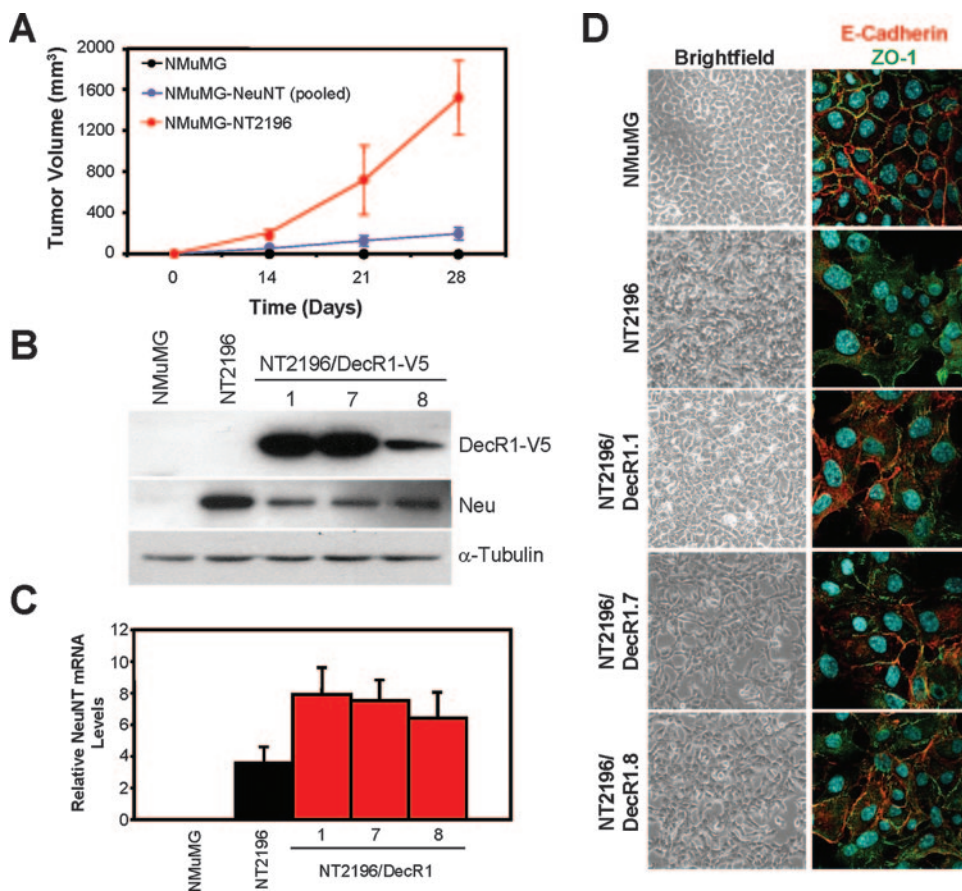 A
Tumor Volume (mm³)
2000
1600
1200
800
400
0
NMuMG
NMuMG-NeuNT (pooled)
NMuMG-NT2196
0 14 21 28
Time (Days)
B
NMuMG
NT2196
NT2196/DecR1-V5
1 7 8
DecR1-V5
Neu
α-Tubulin
C
Relative NeuNT mRNA
Levels
12
10
8
6
4
2
0
NMuMG
NT2196
1 7 8
NT2196/DecR1
D
Brightfield
E-Cadherin
ZO-1
NMuMG
NT2196
NT2196/
DecR1.1
NT2196/
DecR1.7
NT2196/
DecR1.8